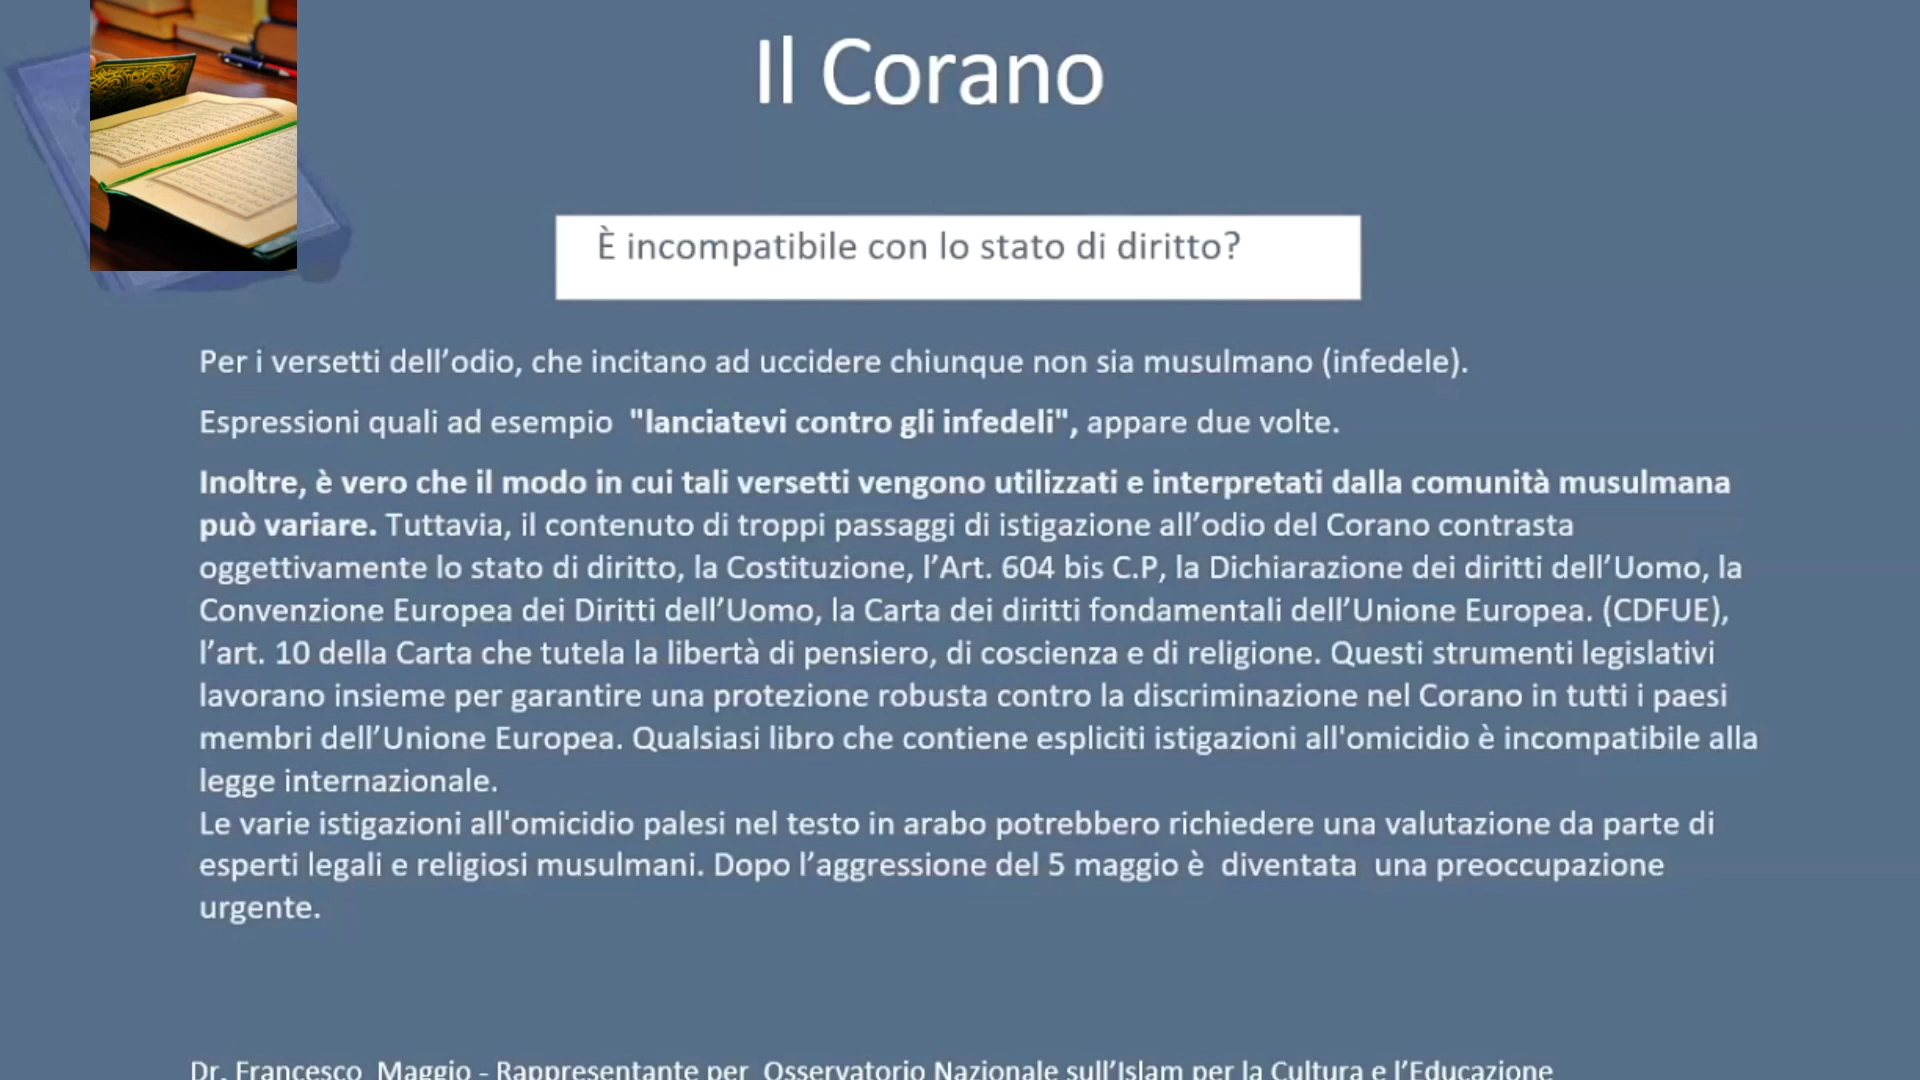 Il Corano
È incompatibile con lo stato di diritto?
Per i versetti dell’odio, che incitano ad uccidere chiunque non sia musulmano (infedele).
Espressioni quali ad esempio "lanciatevi contro gli infedeli", appare due volte.
Inoltre, è vero che il modo in cui tali versetti vengono utilizzati e interpretati dalla comunità musulmana
può variare. Tuttavia, il contenuto di troppi passaggi di istigazione all’odio del Corano contrasta
oggettivamente lo stato di diritto, la Costituzione, l’Art. 604 bis C.P, la Dichiarazione dei diritti dell’Uomo, la
Convenzione Europea dei Diritti dell’Uomo, la Carta dei diritti fondamentali dell’Unione Europea. (CDFUE),
l’art. 10 della Carta che tutela la libertà di pensiero, di coscienza e di religione. Questi strumenti legislativi
lavorano insieme per garantire una protezione robusta contro la discriminazione nel Corano in tutti i paesi
membri dell’Unione Europea. Qualsiasi libro che contiene espliciti istigazioni all'omicidio è incompatibile alla
legge internazionale.
Le varie istigazioni all'omicidio palesi nel testo in arabo potrebbero richiedere una valutazione da parte di
esperti legali e religiosi musulmani. Dopo l’aggressione del 5 maggio è diventata una preoccupazione
urgente.
Dr. Francesco Maggio - Rappresentante per Osservatorio Nazionale sull’Islam per la Cultura e l’Educazione